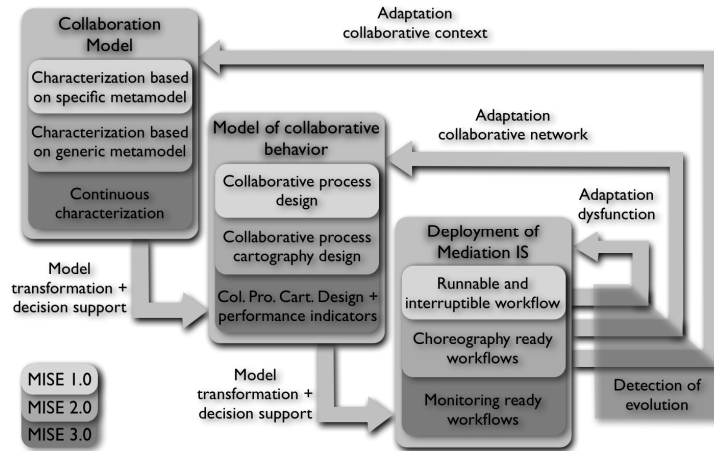 Collaboration
Model
Characterization based
on specific metamodel
Characterization based
on generic metamodel
Continuous
characterization
Adaptation
collaborative context
Model of collaborative
behavior
Collaborative process
design
Collaborative process
cartography design
Col. Pro. Cart. Design +
performance indicators
Adaptation
collaborative network
Adaptation
dysfunction
Deployment of
Mediation IS
Runnable and
interruptible workflow
Choreography ready
workflows
Monitoring ready
workflows
Model
transformation +
decision support
Model
transformation +
decision support
Detection of
evolution
MISE 1.0
MISE 2.0
MISE 3.0